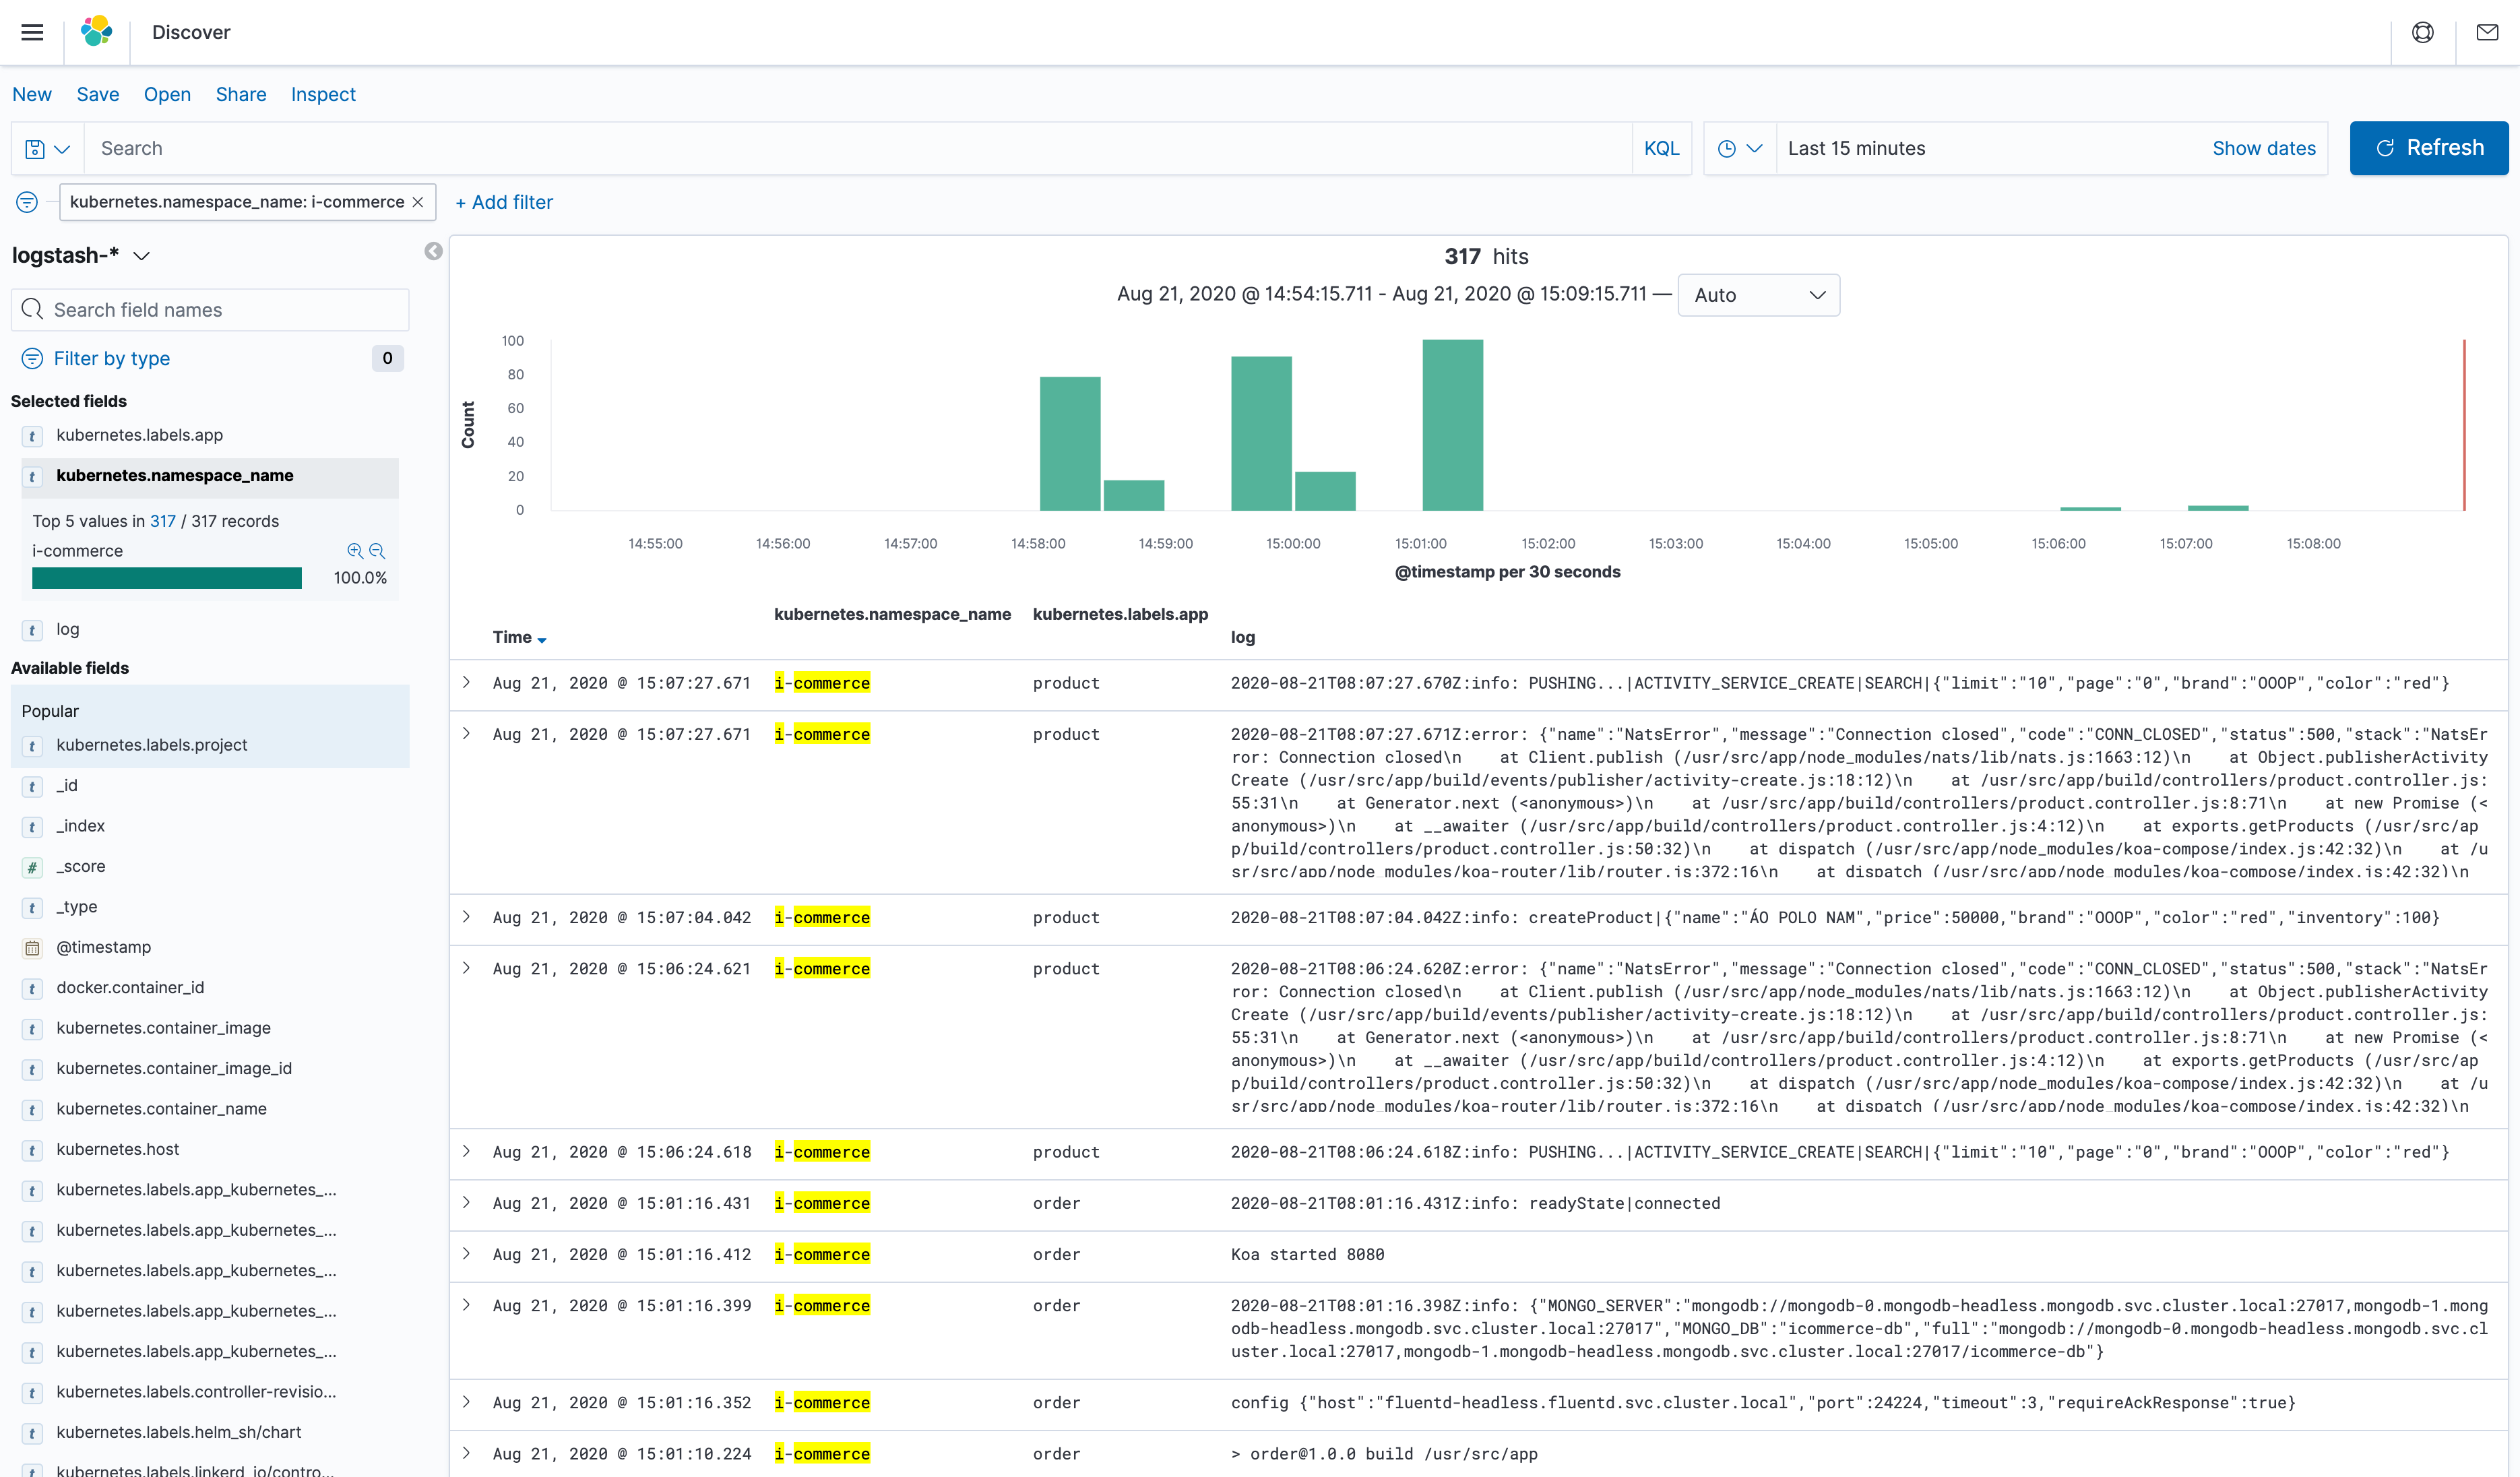 Discover
New Save Open Share Inspect
Search KQL Last 15 minutes Show dates Refresh
kubernetes.namespace_name: i-commerce × + Add filter
logstash-*
Search field names
Filter by type 0
Selected fields
t kubernetes.labels.app
t kubernetes.namespace_name
Top 5 values in 317 / 317 records
i-commerce
100.0%
t log
Available fields
Popular
t kubernetes.labels.project
t _id
t _index
# _score
t _type
@timestamp
t docker.container_id
t kubernetes.container_image
t kubernetes.container_image_id
t kubernetes.container_name
t kubernetes.host
t kubernetes.labels.app_kubernetes_...
t kubernetes.labels.app_kubernetes_...
t kubernetes.labels.app_kubernetes_...
t kubernetes.labels.app_kubernetes_...
t kubernetes.labels.app_kubernetes_...
t kubernetes.labels.controller-revisio...
t kubernetes.labels.helm_sh/chart
t kubernetes.labels.linkerd_io/contro...
317 hits
Aug 21, 2020 @ 14:54:15.711 - Aug 21, 2020 @ 15:09:15.711 — Auto
Count
100
80
60
40
20
0
14:55:00 14:56:00 14:57:00 14:58:00 14:59:00 15:00:00 15:01:00 15:02:00 15:03:00 15:04:00 15:05:00 15:06:00 15:07:00 15:08:00
@timestamp per 30 seconds
Time kubernetes.namespace_name kubernetes.labels.app log
Aug 21, 2020 @ 15:07:27.671 i-commerce product 2020-08-21T08:07:27.670Z:info: PUSHING...|ACTIVITY_SERVICE_CREATE|SEARCH|{"limit":"10","page":"0","brand":"OOOP","color":"red"}
Aug 21, 2020 @ 15:07:27.671 i-commerce product 2020-08-21T08:07:27.671Z:error: {"name":"NatsError","message":"Connection closed","code":"CONN_CLOSED","status":500,"stack":"NatsEr
ror: Connection closed\n    at Client.publish (/usr/src/app/node_modules/nats/lib/nats.js:1663:12)\n    at Object.publisherActivity
Create (/usr/src/app/build/events/publisher/activity-create.js:18:12)\n    at /usr/src/app/build/controllers/product.controller.js:
55:31\n    at Generator.next (<anonymous>)\n    at /usr/src/app/build/controllers/product.controller.js:8:71\n    at new Promise (<
anonymous>)\n    at __awaiter (/usr/src/app/build/controllers/product.controller.js:4:12)\n    at exports.getProducts (/usr/src/ap
p/build/controllers/product.controller.js:50:32)\n    at dispatch (/usr/src/app/node_modules/koa-compose/index.js:42:32)\n    at /u
sr/src/app/node_modules/koa-router/lib/router.js:372:16\n    at dispatch (/usr/src/app/node_modules/koa-compose/index.js:42:32)\n
Aug 21, 2020 @ 15:07:04.042 i-commerce product 2020-08-21T08:07:04.042Z:info: createProduct|{"name":"ÁO POLO NAM","price":50000,"brand":"OOOP","color":"red","inventory":100}
Aug 21, 2020 @ 15:06:24.621 i-commerce product 2020-08-21T08:06:24.620Z:error: {"name":"NatsError","message":"Connection closed","code":"CONN_CLOSED","status":500,"stack":"NatsEr
ror: Connection closed\n    at Client.publish (/usr/src/app/node_modules/nats/lib/nats.js:1663:12)\n    at Object.publisherActivity
Create (/usr/src/app/build/events/publisher/activity-create.js:18:12)\n    at /usr/src/app/build/controllers/product.controller.js:
55:31\n    at Generator.next (<anonymous>)\n    at /usr/src/app/build/controllers/product.controller.js:8:71\n    at new Promise (<
anonymous>)\n    at __awaiter (/usr/src/app/build/controllers/product.controller.js:4:12)\n    at exports.getProducts (/usr/src/ap
p/build/controllers/product.controller.js:50:32)\n    at dispatch (/usr/src/app/node_modules/koa-compose/index.js:42:32)\n    at /u
sr/src/app/node_modules/koa-router/lib/router.js:372:16\n    at dispatch (/usr/src/app/node_modules/koa-compose/index.js:42:32)\n
Aug 21, 2020 @ 15:06:24.618 i-commerce product 2020-08-21T08:06:24.618Z:info: PUSHING...|ACTIVITY_SERVICE_CREATE|SEARCH|{"limit":"10","page":"0","brand":"OOOP","color":"red"}
Aug 21, 2020 @ 15:01:16.431 i-commerce order 2020-08-21T08:01:16.431Z:info: readyState|connected
Aug 21, 2020 @ 15:01:16.412 i-commerce order Koa started 8080
Aug 21, 2020 @ 15:01:16.399 i-commerce order 2020-08-21T08:01:16.398Z:info: {"MONGO_SERVER":"mongodb://mongodb-0.mongodb-headless.mongodb.svc.cluster.local:27017,mongodb-1.mong
odb-headless.mongodb.svc.cluster.local:27017","MONGO_DB":"icommerce-db","full":"mongodb://mongodb-0.mongodb-headless.mongodb.svc.cl
uster.local:27017,mongodb-1.mongodb-headless.mongodb.svc.cluster.local:27017/icommerce-db"}
Aug 21, 2020 @ 15:01:16.352 i-commerce order config {"host":"fluentd-headless.fluentd.svc.cluster.local","port":24224,"timeout":3,"requireAckResponse":true}
Aug 21, 2020 @ 15:01:10.224 i-commerce order > order@1.0.0 build /usr/src/app